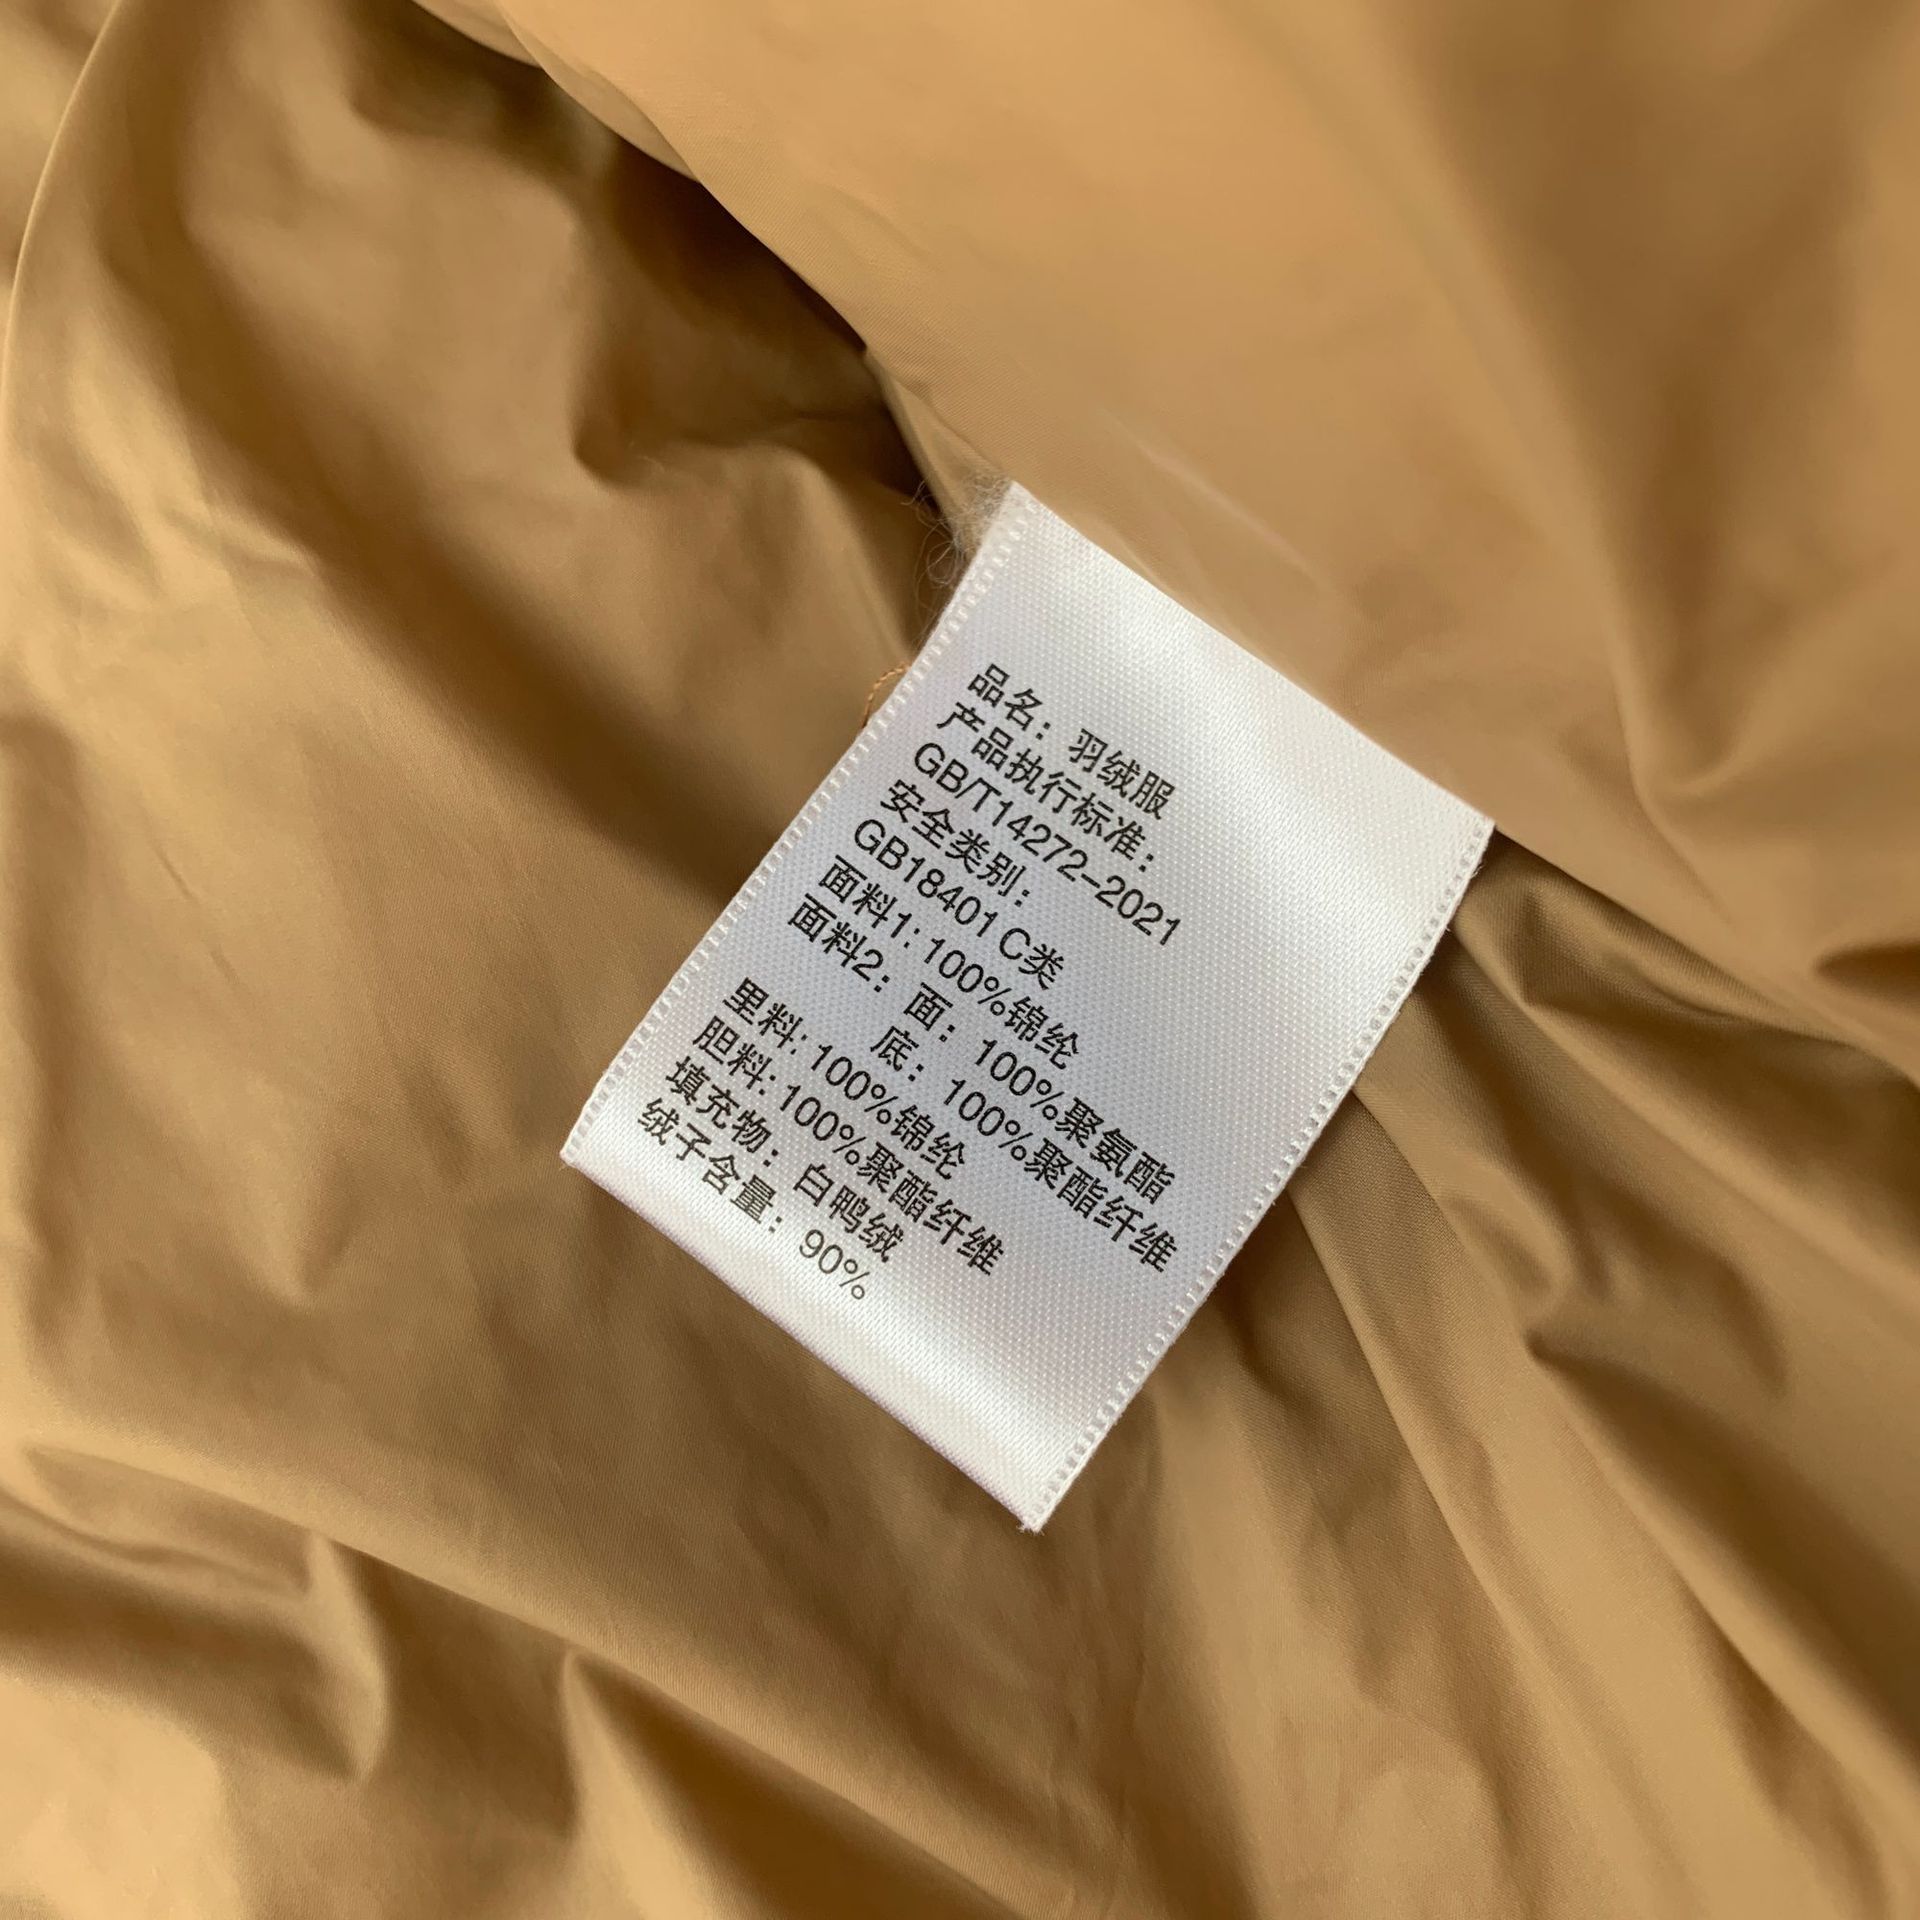 品名：羽绒服
产品执行标准：
GB/T14272-2021
安全类别：
GB18401 C类
面料1: 100%锦纶
面料2：面：100%聚氨酯
底：100%聚酯纤维
里料: 100%锦纶
胆料: 100%聚酯纤维
填充物：白鸭绒
绒子含量：90%